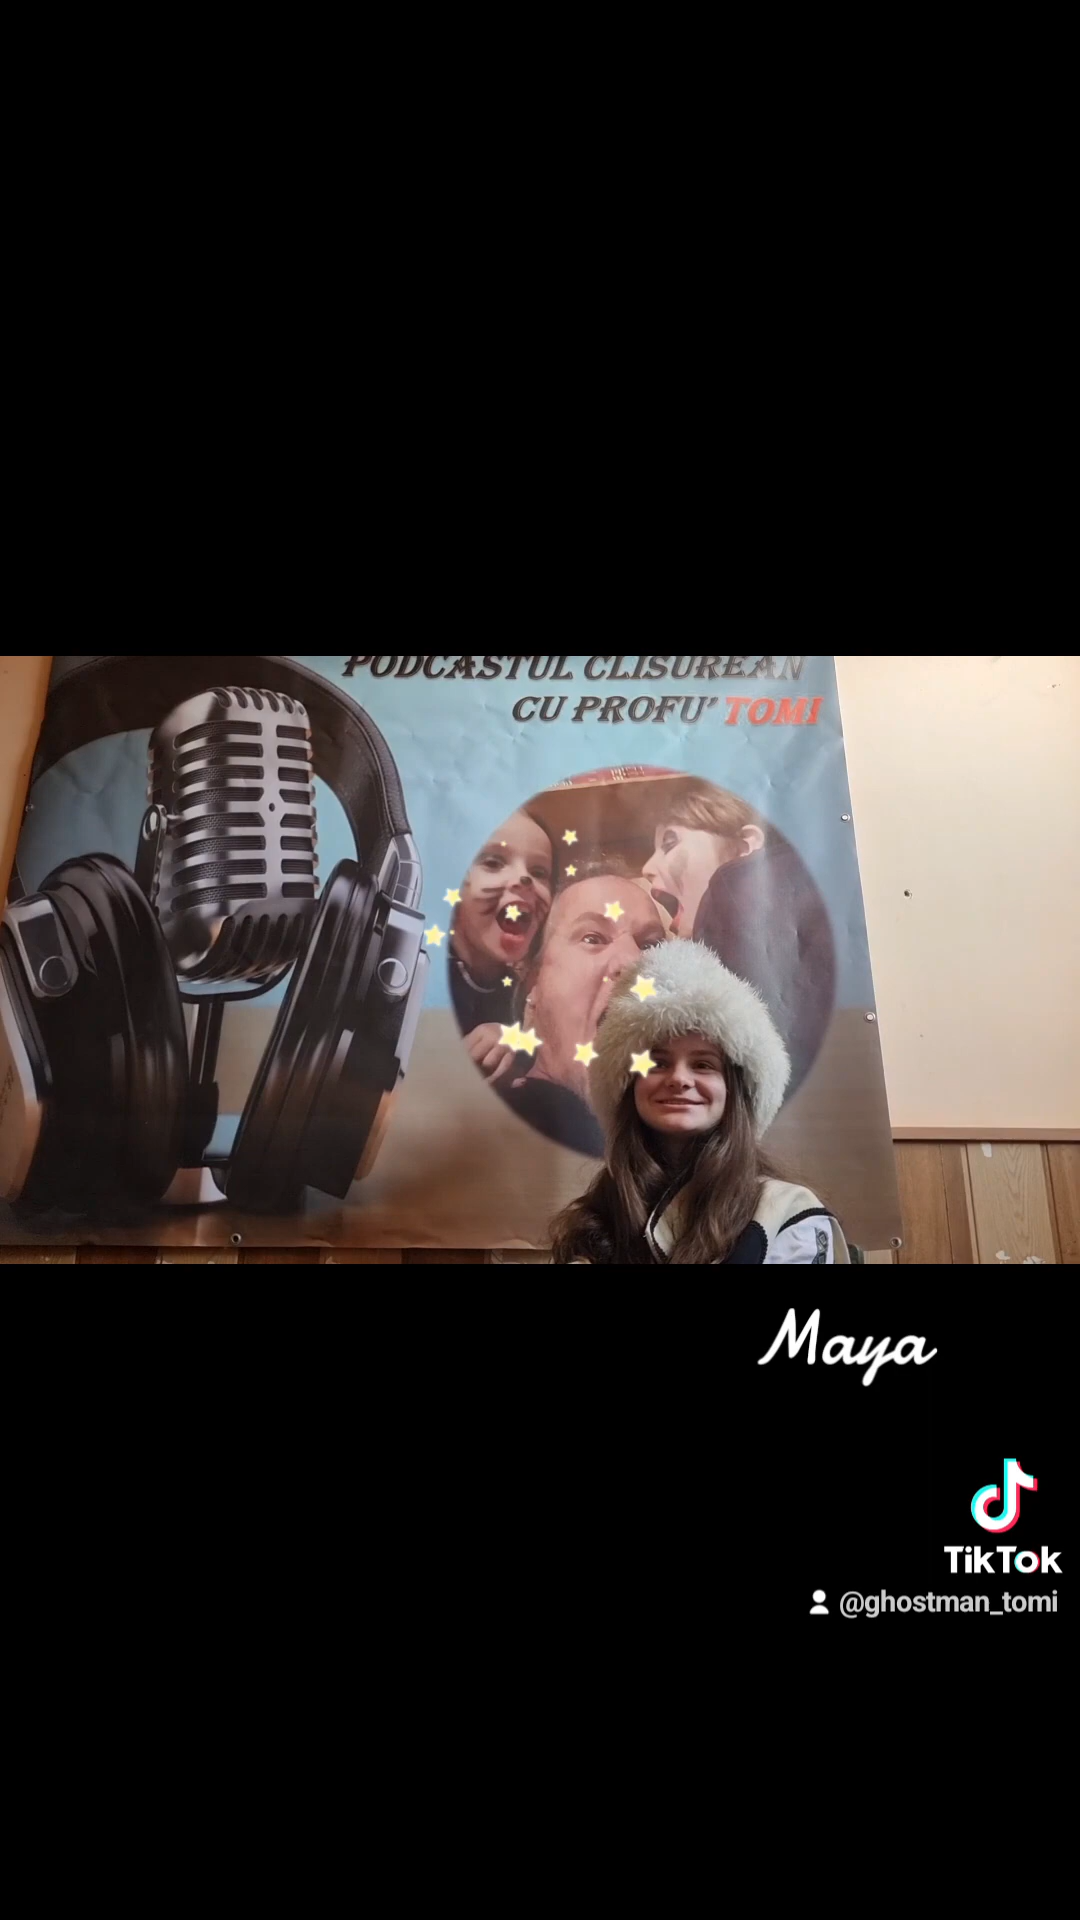 PODCASTUL CLISUREAN
CU PROFU' TOMI
Maya
TikTok
@ghostman_tomi